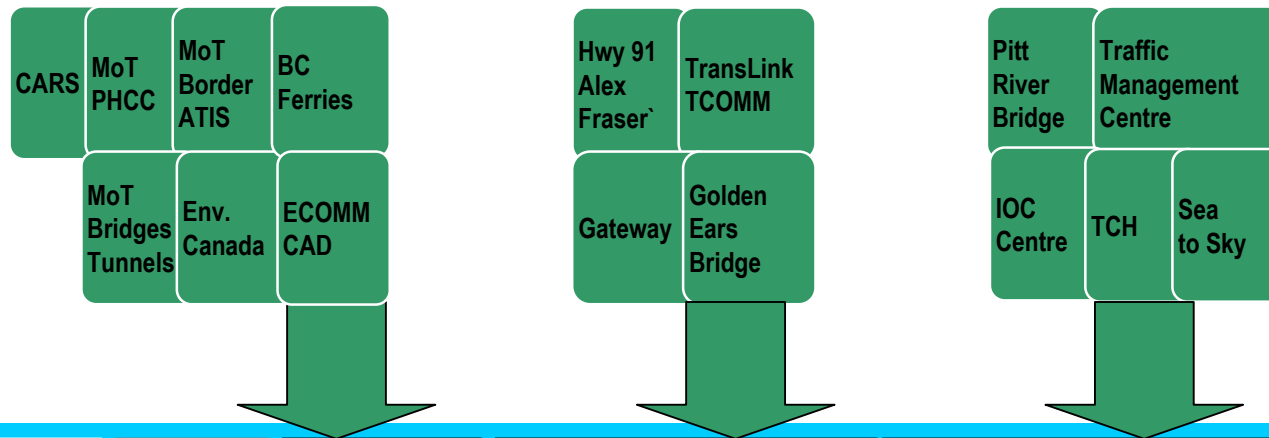 CARS
MoT
PHCC
MoT
Border
ATIS
BC
Ferries
MoT
Bridges
Tunnels
Env.
Canada
ECOMM
CAD
Hwy 91
Alex
Fraser`
TransLink
TCOMM
Gateway
Golden
Ears
Bridge
Pitt
River
Bridge
Traffic
Management
Centre
IOC
Centre
TCH
Sea
to Sky